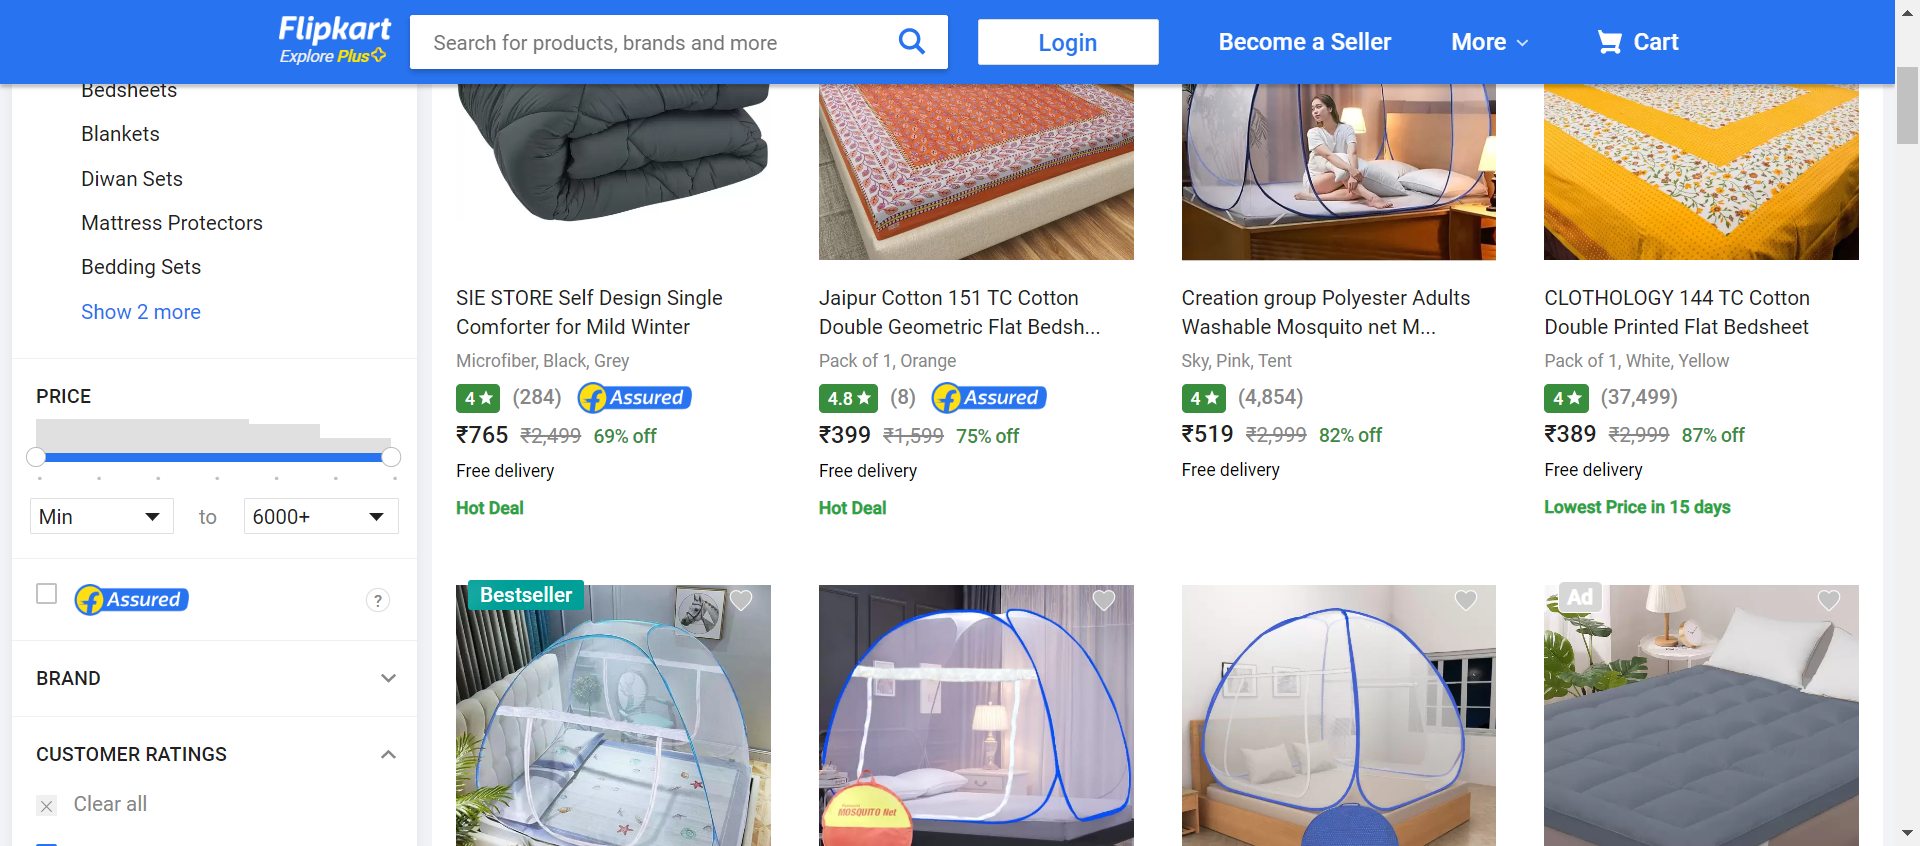 Flipkart
Explore Plus
Search for products, brands and more
Login
Become a Seller
More
Cart
Bedsheets
Blankets
Diwan Sets
Mattress Protectors
Bedding Sets
Show 2 more
PRICE
Min
to
6000+
Assured
?
BRAND
CUSTOMER RATINGS
Clear all
SIE STORE Self Design Single
Comforter for Mild Winter
Microfiber, Black, Grey
4★ (284) Assured
₹765 ₹2,499 69% off
Free delivery
Hot Deal
Jaipur Cotton 151 TC Cotton
Double Geometric Flat Bedsh...
Pack of 1, Orange
4.8★ (8) Assured
₹399 ₹1,599 75% off
Free delivery
Hot Deal
Creation group Polyester Adults
Washable Mosquito net M...
Sky, Pink, Tent
4★ (4,854)
₹519 ₹2,999 82% off
Free delivery
CLOTHOLOGY 144 TC Cotton
Double Printed Flat Bedsheet
Pack of 1, White, Yellow
4★ (37,499)
₹389 ₹2,999 87% off
Free delivery
Lowest Price in 15 days
Bestseller
MOSQUITO Net
Ad